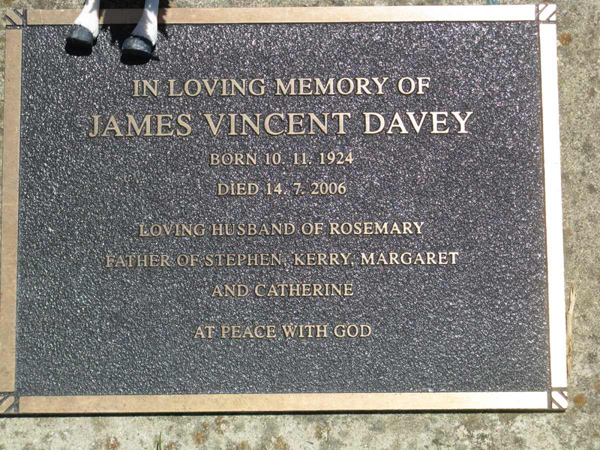 IN LOVING MEMORY OF
JAMES VINCENT DAVEY
BORN 10. 11. 1924
DIED 14. 7. 2006
LOVING HUSBAND OF ROSEMARY
FATHER OF STEPHEN, KERRY, MARGARET
AND CATHERINE
AT PEACE WITH GOD